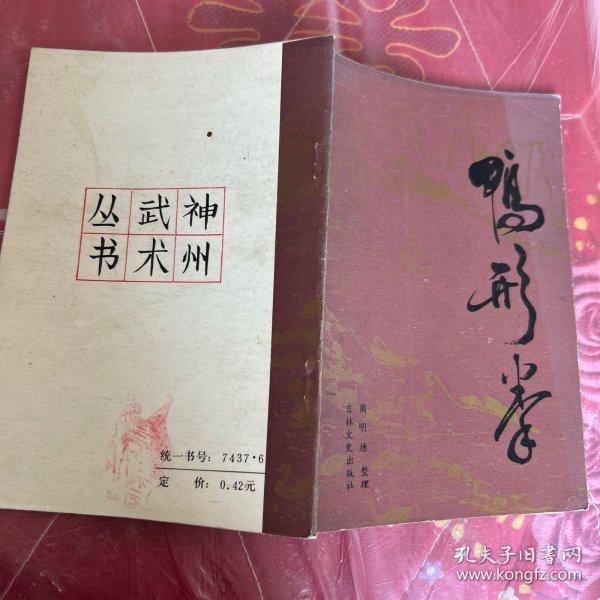 鸭形拳
周明德 整理
吉林文史出版社
神州
武术
丛书
统一书号：7437·6
定 价：0.42元
孔夫子旧书网
www.kongfz.com